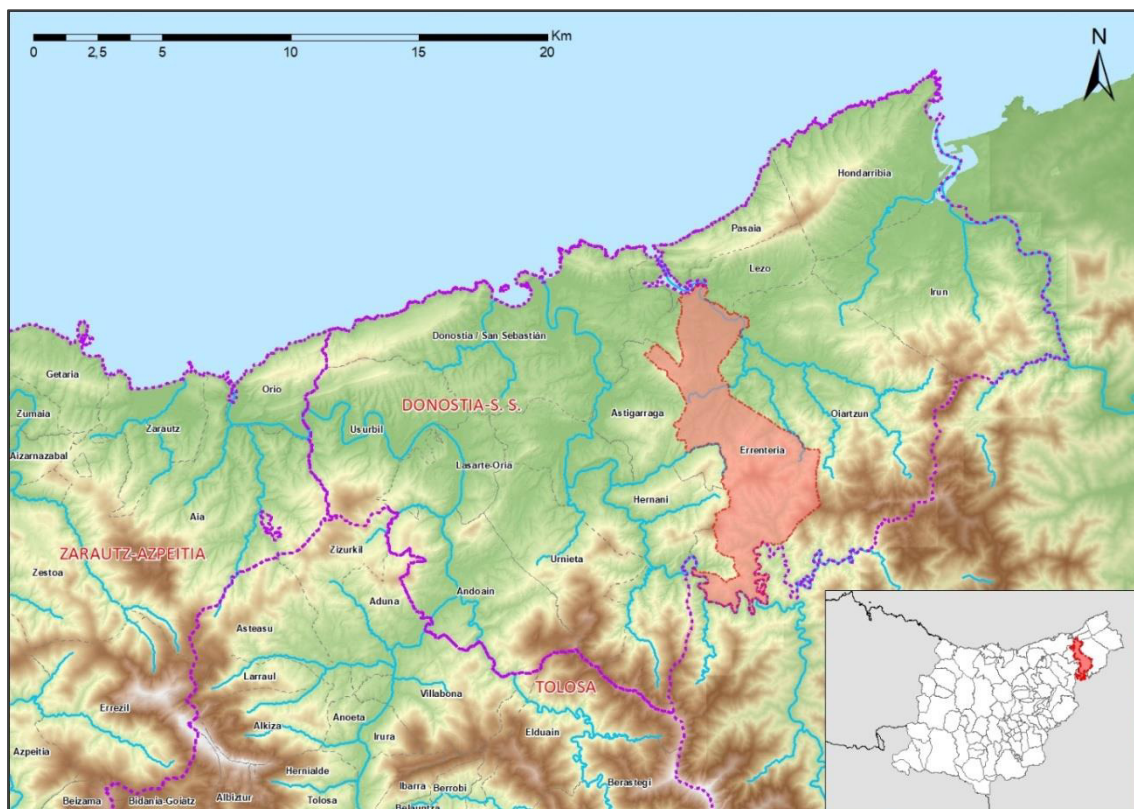 Km
0 2,5 5 10 15 20
N
Hondarribia
Pasaia
Lezo
Irun
Donostia / San Sebastián
Getaria
Orio
Zumaia
Zarautz
DONOSTIA-S. S.
Astigarraga
Oiartzun
Usurbil
Aizarnazabal
Errenteria
Lasarte-Oria
Hernani
Aia
ZARAUTZ-AZPEITIA
Zizurkil
Urnieta
Zestoa
Andoain
Aduna
Asteasu
Larraul
Villabona
TOLOSA
Errezil
Anoeta
Alkiza
Irura
Elduain
Azpeitia
Hernialde
Ibarra
Berrobi
Berastegi
Beizama
Bidania-Goiatz
Albiztur
Tolosa
Belauntza